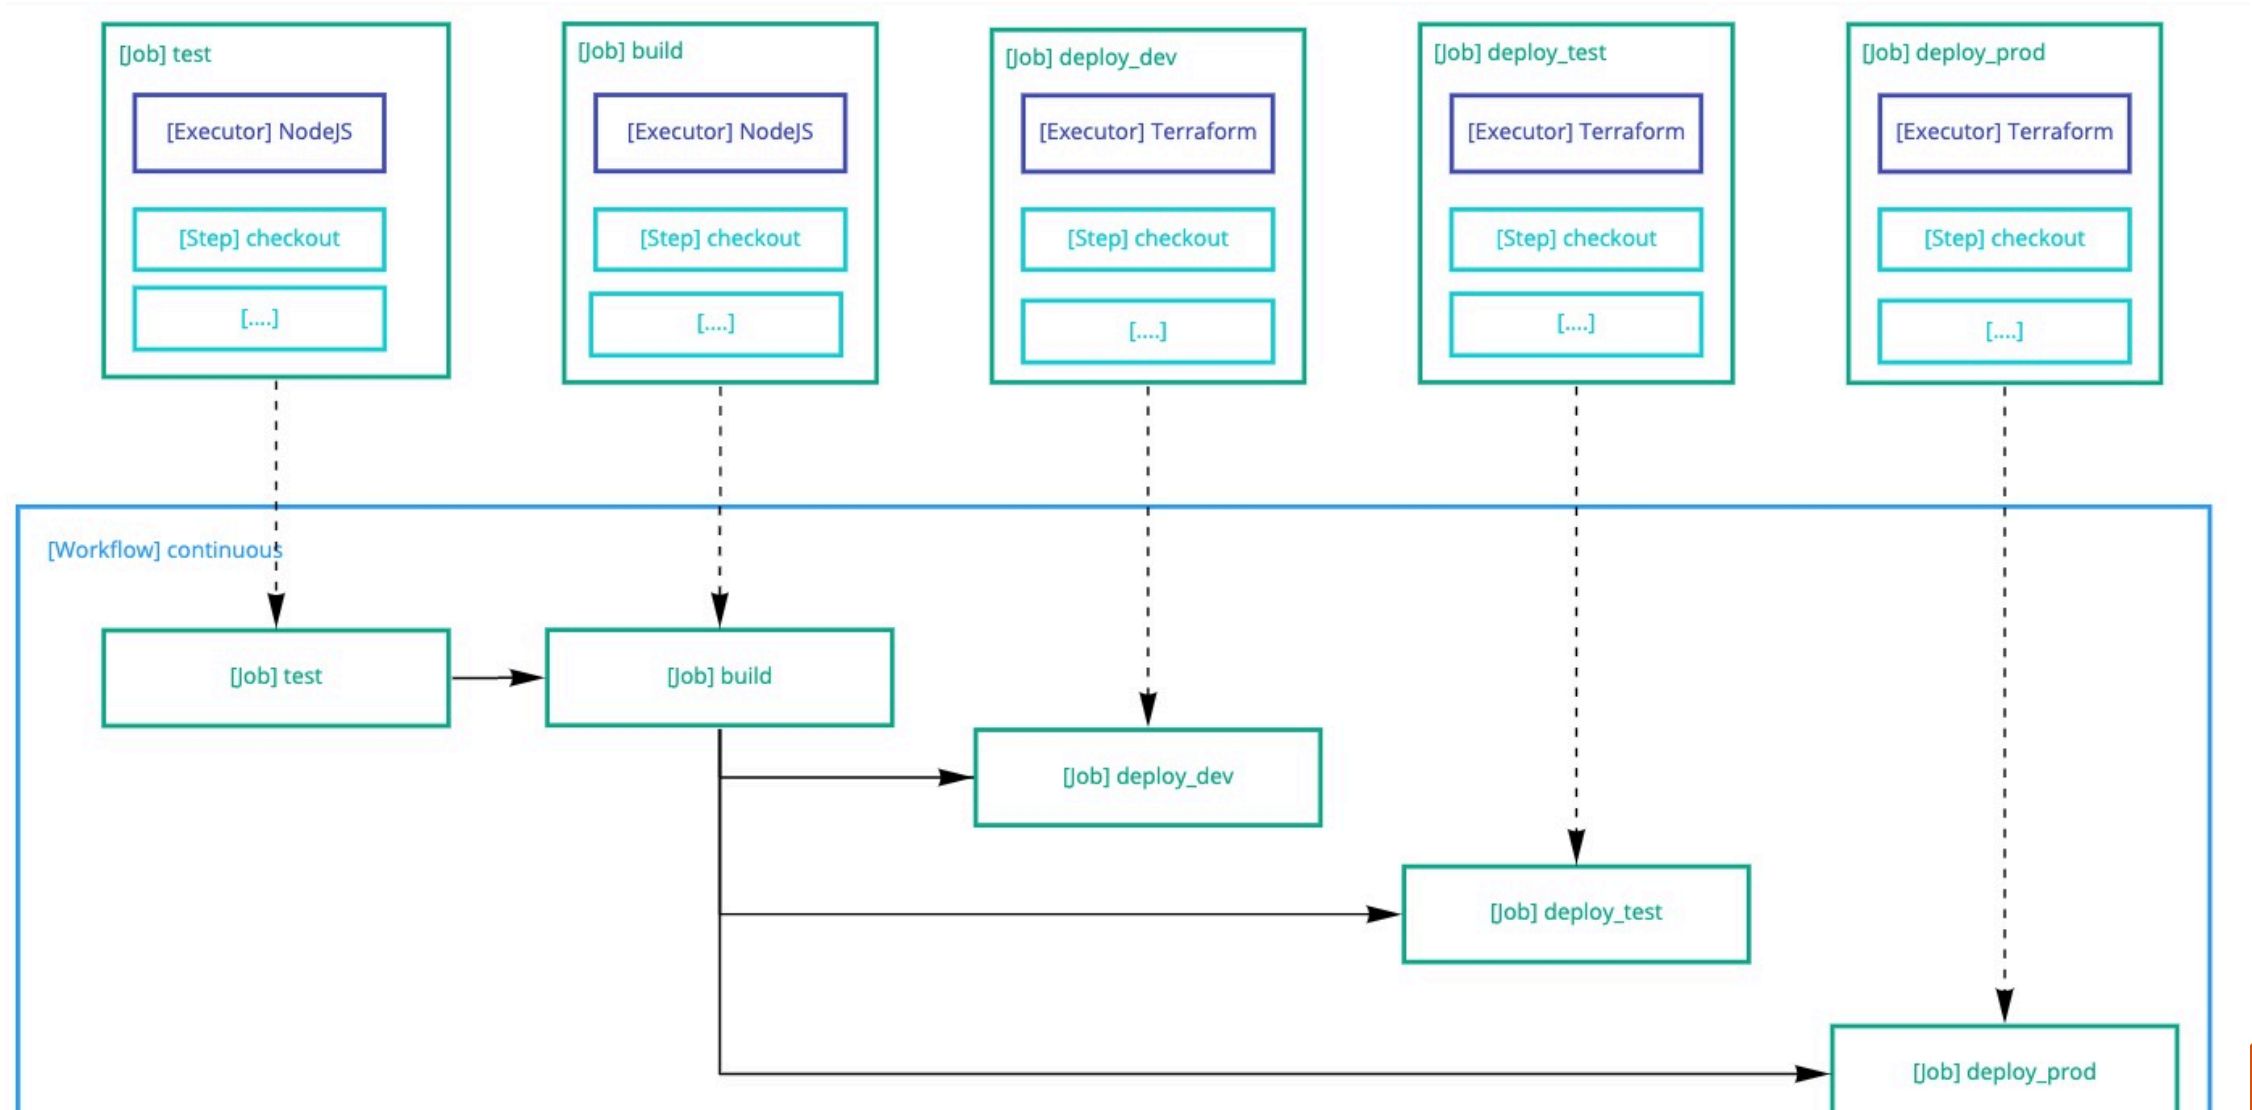 [Job] test
[Executor] NodeJS
[Step] checkout
[....]
[Job] build
[Executor] NodeJS
[Step] checkout
[....]
[Job] deploy_dev
[Executor] Terraform
[Step] checkout
[....]
[Job] deploy_test
[Executor] Terraform
[Step] checkout
[....]
[Job] deploy_prod
[Executor] Terraform
[Step] checkout
[....]
[Workflow] continuous
[Job] test
[Job] build
[Job] deploy_dev
[Job] deploy_test
[Job] deploy_prod